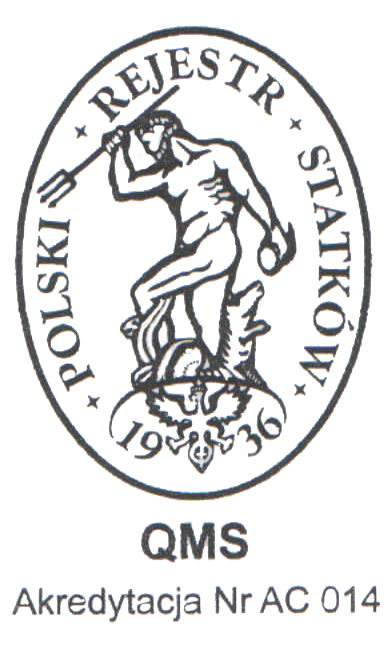 POLSKI REJESTR STATKÓW
1936
QMS
Akredytacja Nr AC 014